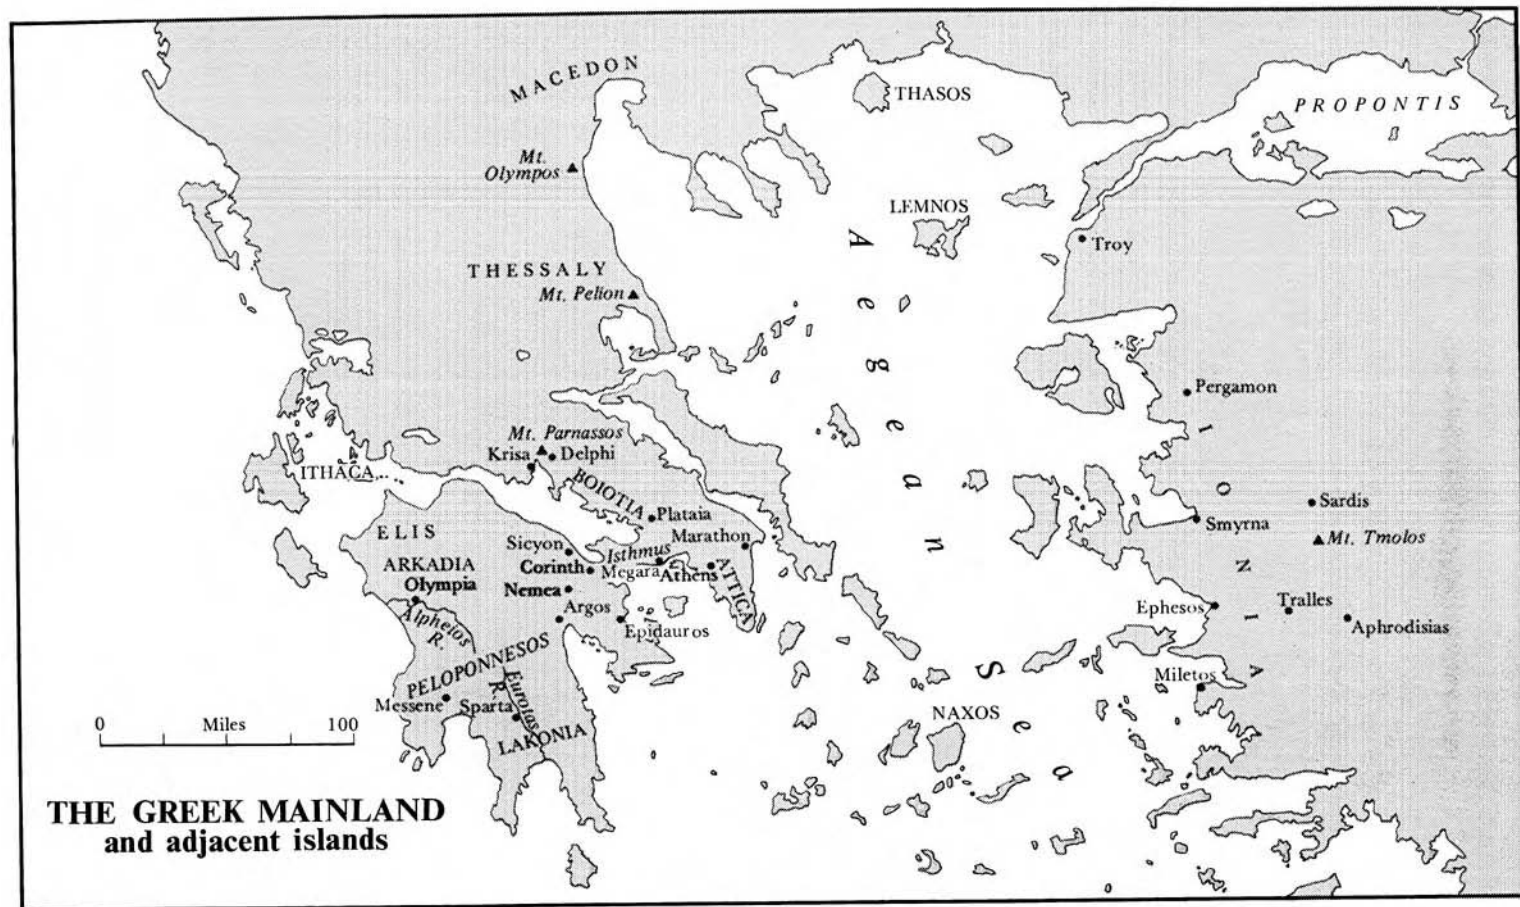 MACEDON
THASOS
PROPONTIS
Mt.
Olympos
LEMNOS
Troy
THESSALY
Mt. Pelion
Aegean Sea
Pergamon
Mt. Parnassos
Krisa
Delphi
ITHACA
BOIOTIA
Plataia
Marathon
IONIA
Sardis
Smyrna
Mt. Tmolos
ELIS
Sicyon
Isthmus
ARKADIA
Corinth
Megara
Athens
ATTICA
Olympia
Nemea
Argos
Epidauros
Alpheios
R.
Ephesos
Tralles
Aphrodisias
PELOPONNESOS
Eurotas
R.
Messene
Sparta
LAKONIA
Miletos
NAXOS
0 Miles 100
THE GREEK MAINLAND
and adjacent islands